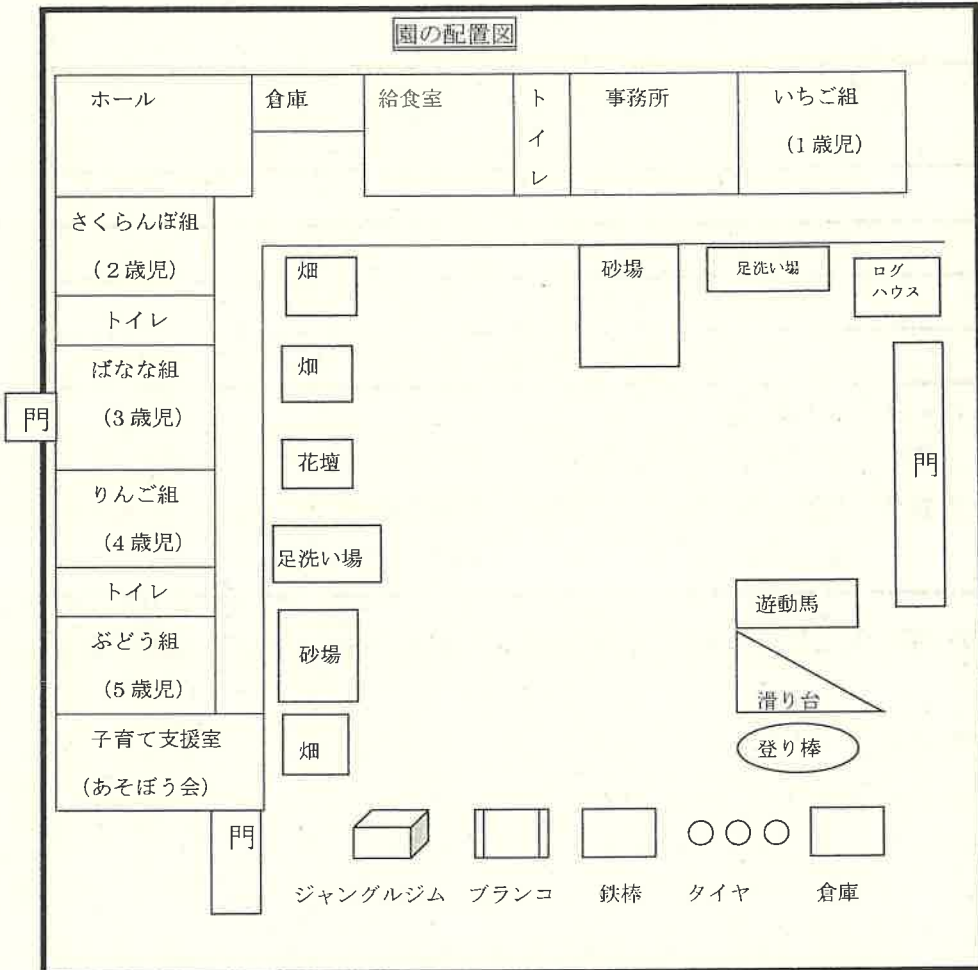 園の配置図
ホール
倉庫
給食室
トイレ
事務所
いちご組
(1歳児)
さくらんぼ組
(2歳児)
トイレ
ばなな組
(3歳児)
門
りんご組
(4歳児)
トイレ
ぶどう組
(5歳児)
子育て支援室
(あそぼう会)
門
畑
畑
花壇
足洗い場
砂場
畑
砂場
足洗い場
ログ
ハウス
門
遊動馬
滑り台
登り棒
ジャングルジム
ブランコ
鉄棒
タイヤ
倉庫